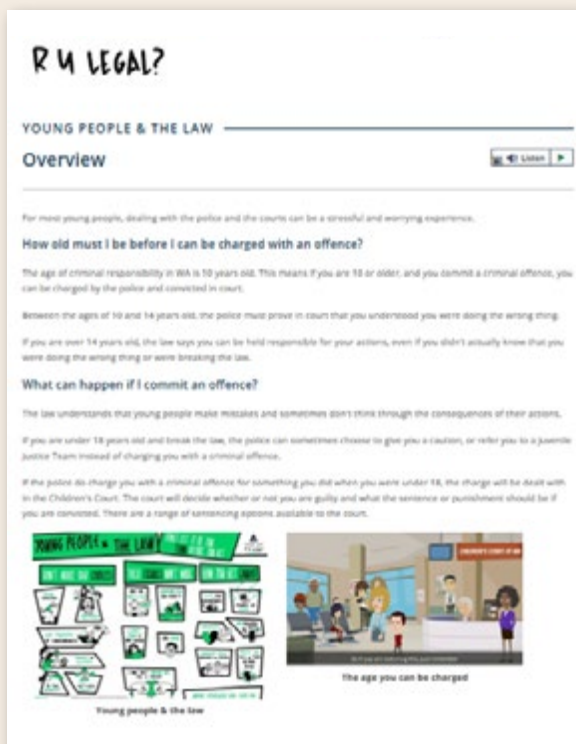 R U LEGAL?
YOUNG PEOPLE & THE LAW
Overview
Listen
For most young people, dealing with the police and the courts can be a stressful and worrying experience.
How old must I be before I can be charged with an offence?
The age of criminal responsibility in WA is 10 years old. This means if you are 10 or older, and you commit a criminal offence, you
can be charged by the police and convicted in court.
Between the ages of 10 and 14 years old, the police must prove in court that you understood you were doing the wrong thing.
If you are over 14 years old, the law says you can be held responsible for your actions, even if you didn't actually know that you
were doing the wrong thing or were breaking the law.
What can happen if I commit an offence?
The law understands that young people make mistakes and sometimes don't think through the consequences of their actions.
If you are under 18 years old and break the law, the police can sometimes choose to give you a caution, or refer you to a Juvenile
Justice Team instead of charging you with a criminal offence.
If the police do charge you with a criminal offence for something you did when you were under 18, the charge will be dealt with
in the Children's Court. The court will decide whether or not you are guilty and what the sentence or punishment should be if
you are convicted. There are a range of sentencing options available to the court.
YOUNG PEOPLE & THE LAW
CHILDREN'S COURT OF WA
The age you can be charged
Young people & the law